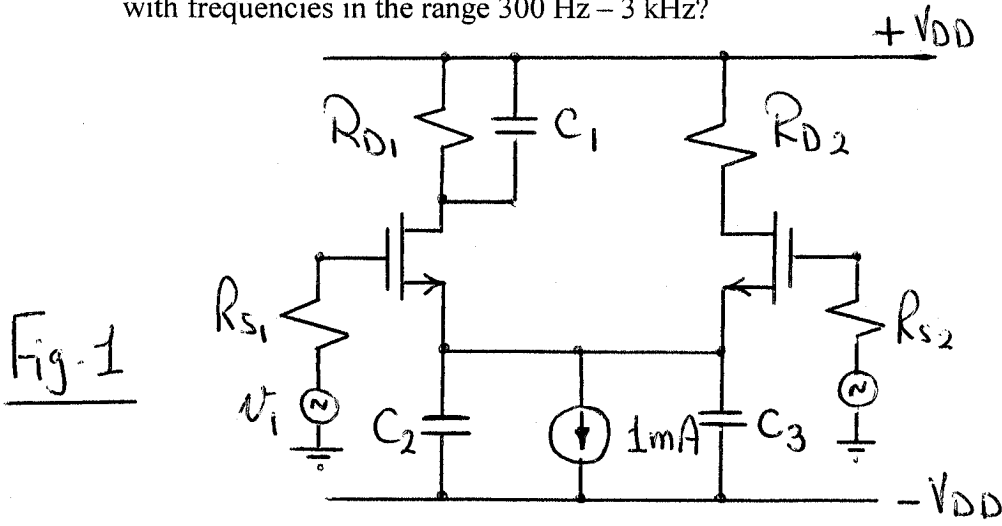 with frequencies in the range 300 Hz – 3 kHz?
+ VDD
RD1
C1
RD2
RS1
RS2
Fig-1
vi
C2
1mA
C3
- VDD